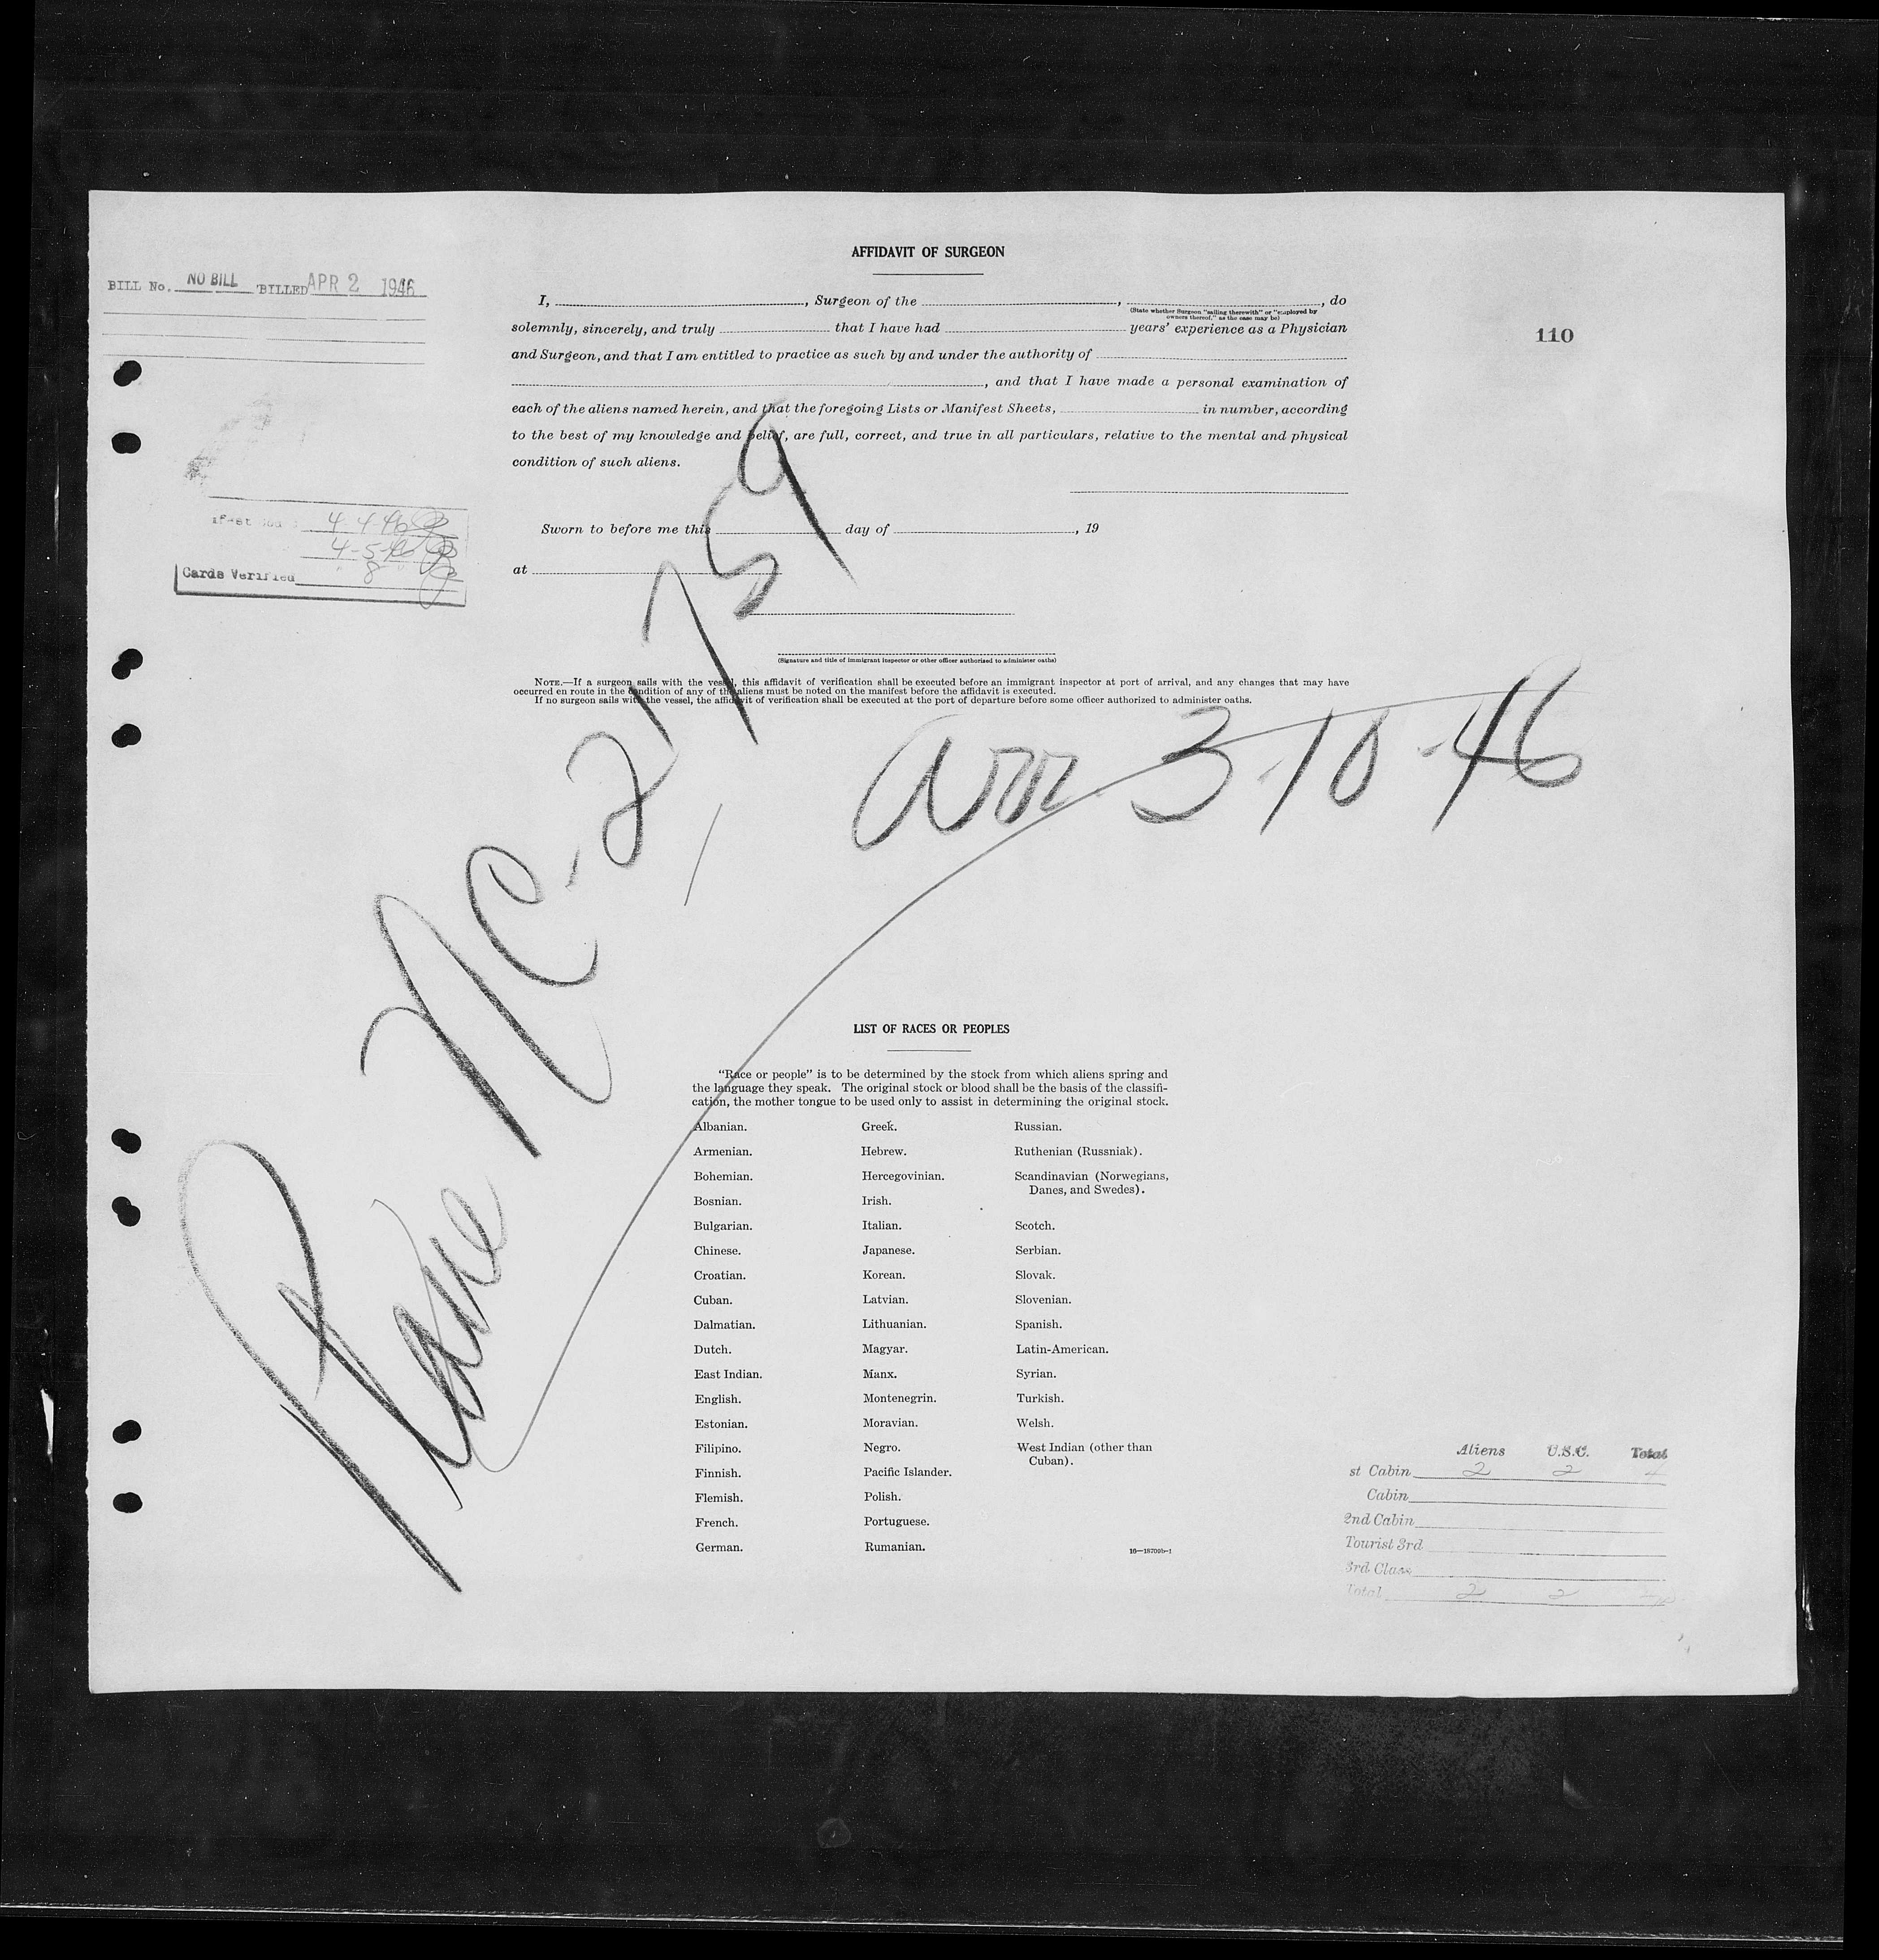 AFFIDAVIT OF SURGEON
BILL No. NO BILL BILLED APR 2 1946
I, , Surgeon of the , , do
(State whether Surgeon "sailing therewith" or "employed by
owners thereof," as the case may be)
solemnly, sincerely, and truly that I have had years' experience as a Physician
110
and Surgeon, and that I am entitled to practice as such by and under the authority of
, and that I have made a personal examination of
each of the aliens named herein, and that the foregoing Lists or Manifest Sheets, in number, according
to the best of my knowledge and belief, are full, correct, and true in all particulars, relative to the mental and physical
condition of such aliens.
4-4-46
Sworn to before me this day of , 19
4-5-46
at
Cards Verified " 8 "
(Signature and title of immigrant inspector or other officer authorized to administer oaths)
NOTE.—If a surgeon sails with the vessel, this affidavit of verification shall be executed before an immigrant inspector at port of arrival, and any changes that may have
occurred en route in the condition of any of the aliens must be noted on the manifest before the affidavit is executed.
If no surgeon sails with the vessel, the affidavit of verification shall be executed at the port of departure before some officer authorized to administer oaths.
Plane NC-21759
arr 3-10-46
LIST OF RACES OR PEOPLES
"Race or people" is to be determined by the stock from which aliens spring and
the language they speak. The original stock or blood shall be the basis of the classifi-
cation, the mother tongue to be used only to assist in determining the original stock.
Albanian. Greek. Russian.
Armenian. Hebrew. Ruthenian (Russniak).
Bohemian. Hercegovinian. Scandinavian (Norwegians,
Danes, and Swedes).
Bosnian. Irish.
Bulgarian. Italian. Scotch.
Chinese. Japanese. Serbian.
Croatian. Korean. Slovak.
Cuban. Latvian. Slovenian.
Dalmatian. Lithuanian. Spanish.
Dutch. Magyar. Latin-American.
East Indian. Manx. Syrian.
English. Montenegrin. Turkish.
Estonian. Moravian. Welsh.
Filipino. Negro. West Indian (other than
Cuban).
Finnish. Pacific Islander.
Flemish. Polish.
French. Portuguese.
German. Rumanian.
16—18700b-1
Aliens U.S.C. Total
st Cabin 2 2 4
Cabin
2nd Cabin
Tourist 3rd
3rd Class
Total 2 2 4